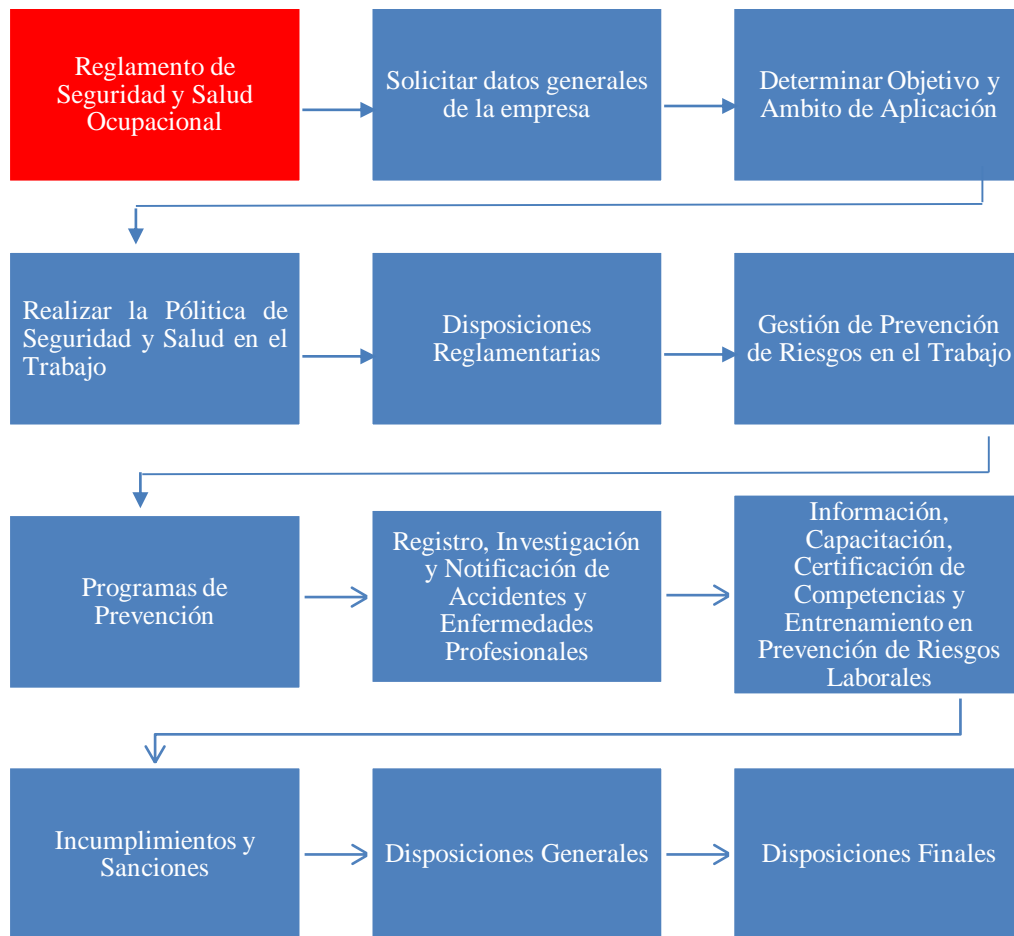 Reglamento de
Seguridad y Salud
Ocupacional
Solicitar datos generales
de la empresa
Determinar Objetivo y
Ambito de Aplicación
Realizar la Pólitica de
Seguridad y Salud en el
Trabajo
Disposiciones
Reglamentarias
Gestión de Prevención
de Riesgos en el Trabajo
Programas de
Prevención
Registro, Investigación
y Notificación de
Accidentes y
Enfermedades
Profesionales
Información,
Capacitación,
Certificación de
Competencias y
Entrenamiento en
Prevención de Riesgos
Laborales
Incumplimientos y
Sanciones
Disposiciones Generales
Disposiciones Finales